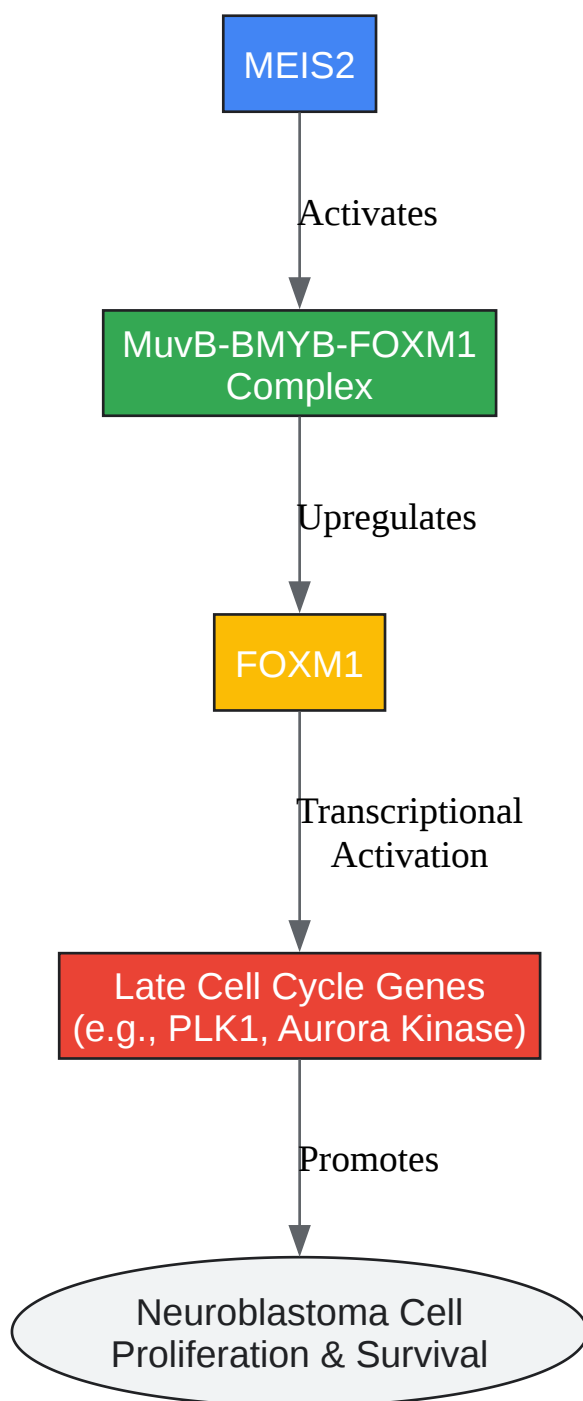 MEIS2
Activates
MuvB-BMYB-FOXM1
Complex
Upregulates
FOXM1
Transcriptional
Activation
Late Cell Cycle Genes
(e.g., PLK1, Aurora Kinase)
Promotes
Neuroblastoma Cell
Proliferation & Survival